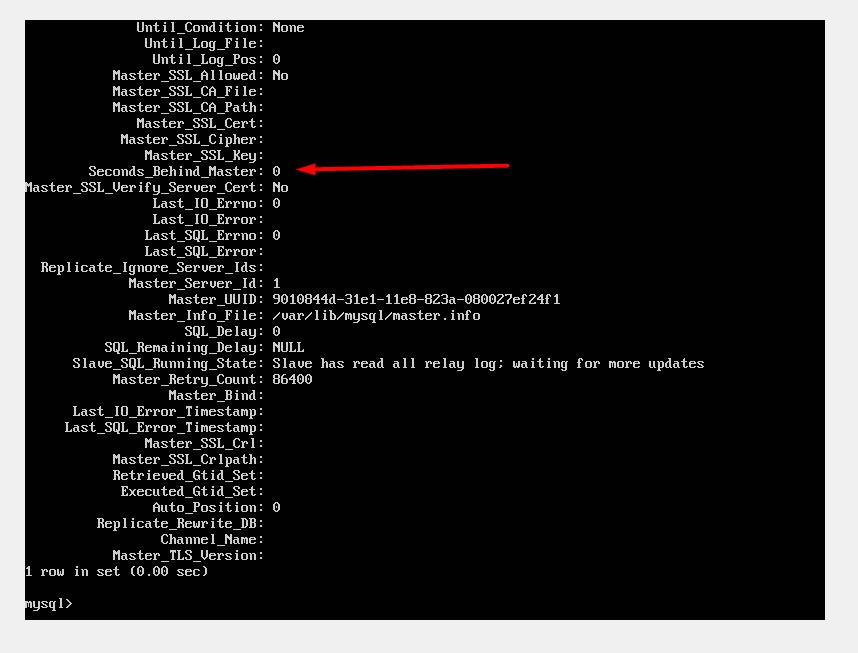 Until_Condition: None
Until_Log_File:
Until_Log_Pos: 0
Master_SSL_Allowed: No
Master_SSL_CA_File:
Master_SSL_CA_Path:
Master_SSL_Cert:
Master_SSL_Cipher:
Master_SSL_Key:
Seconds_Behind_Master: 0
Master_SSL_Verify_Server_Cert: No
Last_IO_Errno: 0
Last_IO_Error:
Last_SQL_Errno: 0
Last_SQL_Error:
Replicate_Ignore_Server_Ids:
Master_Server_Id: 1
Master_UUID: 9010844d-31e1-11e8-823a-080027ef24f1
Master_Info_File: /var/lib/mysql/master.info
SQL_Delay: 0
SQL_Remaining_Delay: NULL
Slave_SQL_Running_State: Slave has read all relay log; waiting for more updates
Master_Retry_Count: 86400
Master_Bind:
Last_IO_Error_Timestamp:
Last_SQL_Error_Timestamp:
Master_SSL_Crl:
Master_SSL_Crlpath:
Retrieved_Gtid_Set:
Executed_Gtid_Set:
Auto_Position: 0
Replicate_Rewrite_DB:
Channel_Name:
Master_TLS_Version:
1 row in set (0.00 sec)
mysql>